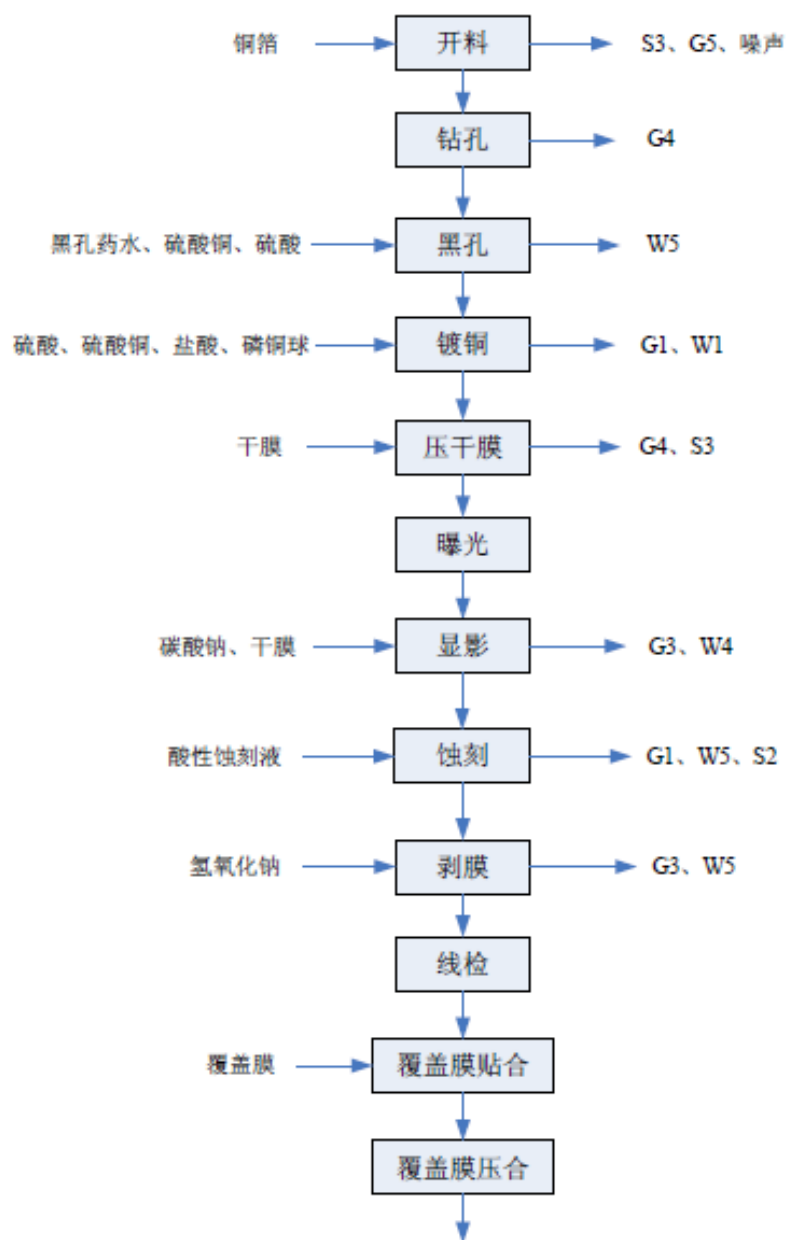 铜箔 开料 S3、G5、噪声
钻孔 G4
黑孔药水、硫酸铜、硫酸 黑孔 W5
硫酸、硫酸铜、盐酸、磷铜球 镀铜 G1、W1
干膜 压干膜 G4、S3
曝光
碳酸钠、干膜 显影 G3、W4
酸性蚀刻液 蚀刻 G1、W5、S2
氢氧化钠 剥膜 G3、W5
线检
覆盖膜 覆盖膜贴合
覆盖膜压合